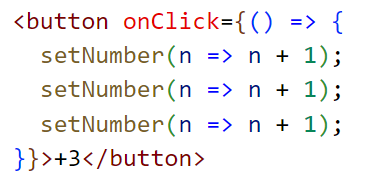 <button onClick={() => {
  setNumber(n => n + 1);
  setNumber(n => n + 1);
  setNumber(n => n + 1);
}}>+3</button>